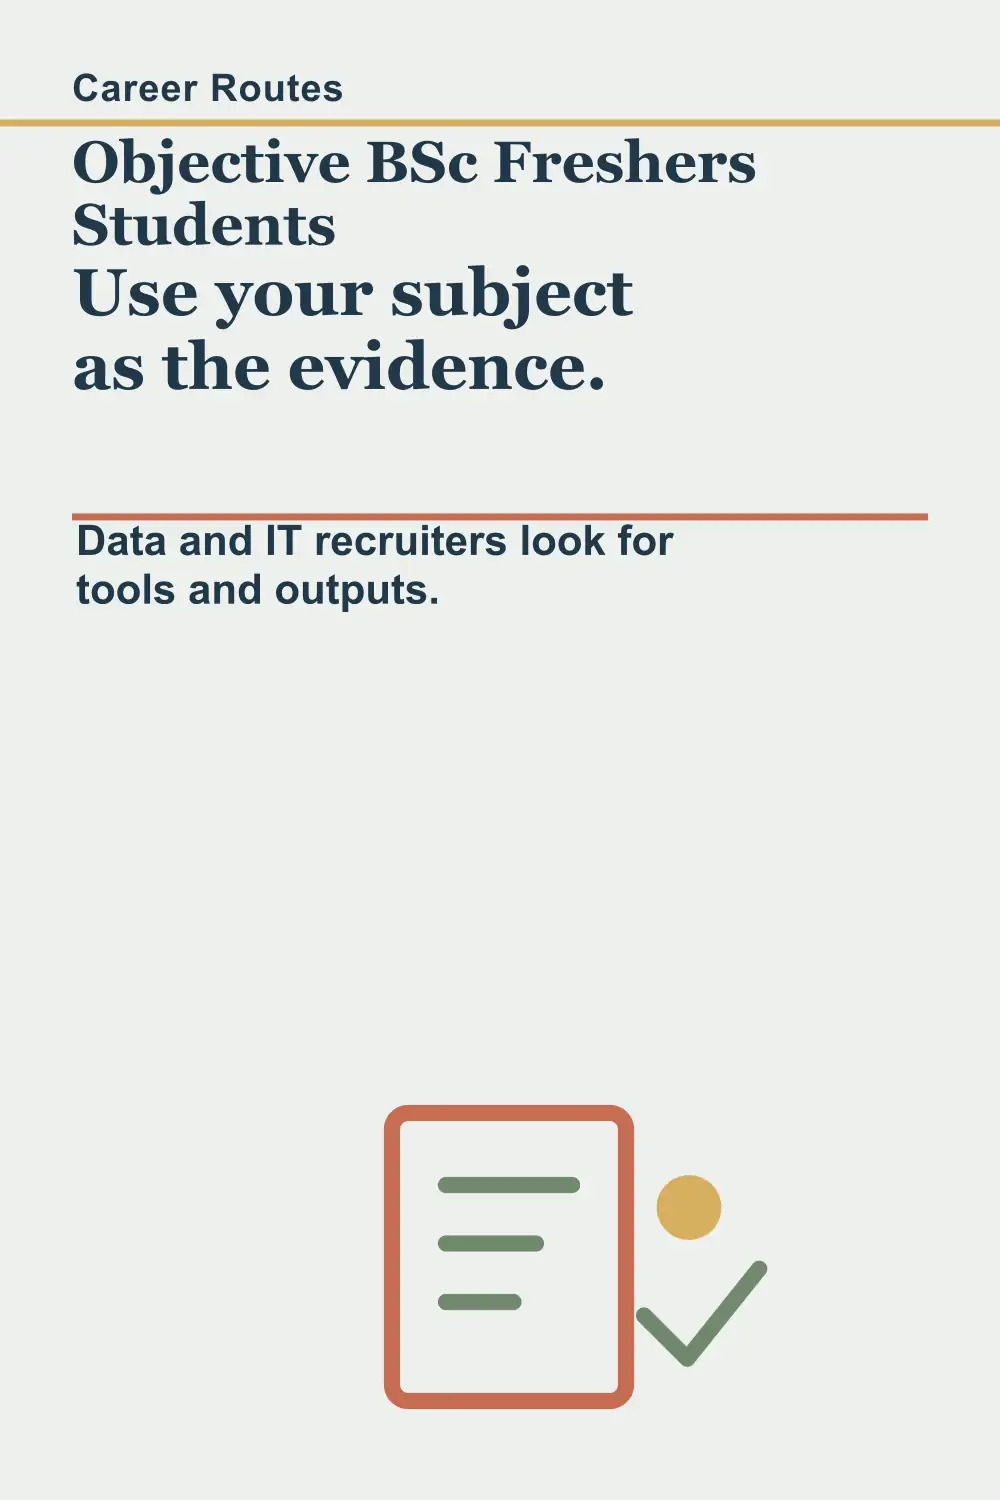 Career Routes
Objective BSc Freshers
Students
Use your subject
as the evidence.
Data and IT recruiters look for
tools and outputs.